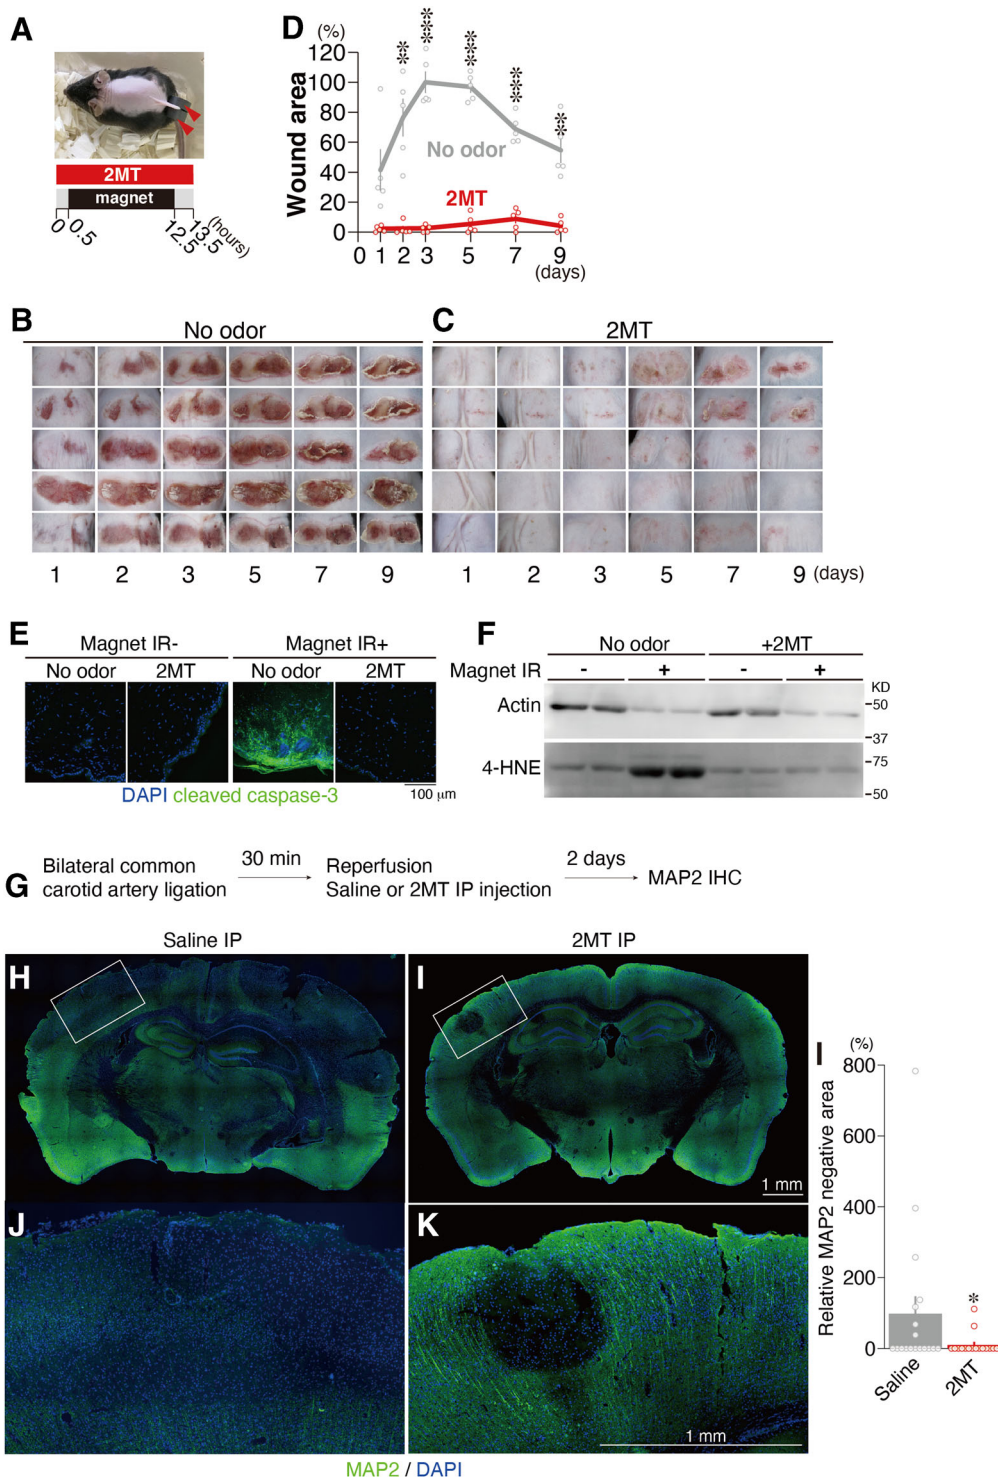 A
2MT
magnet
0
0.5
12.5
13.5
(hours)
D
(%)
Wound area
120
100
80
60
40
20
0
** *** *** *** **
No odor
2MT
0 1 2 3 5 7 9
(days)
B
No odor
1 2 3 5 7 9
C
2MT
1 2 3 5 7 9 (days)
E
Magnet IR- Magnet IR+
No odor 2MT No odor 2MT
100 μm
DAPI cleaved caspase-3
F
No odor +2MT
Magnet IR - + - +
KD
Actin
50
37
4-HNE
75
50
G
Bilateral common
carotid artery ligation
30 min
Reperfusion
Saline or 2MT IP injection
2 days
MAP2 IHC
Saline IP 2MT IP
H
I
1 mm
J
K
1 mm
MAP2 / DAPI
I
(%)
Relative MAP2 negative area
800
600
400
200
0
*
Saline
2MT